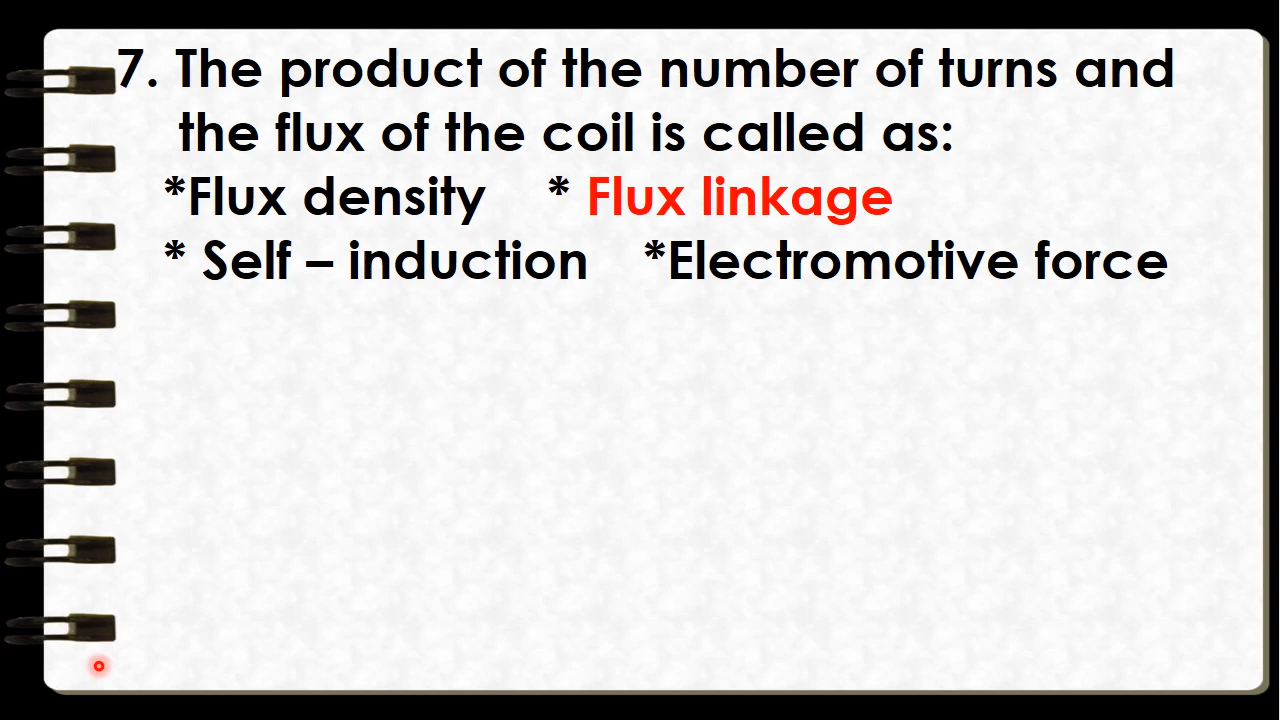 7. The product of the number of turns and
the flux of the coil is called as:
*Flux density * Flux linkage
* Self – induction *Electromotive force